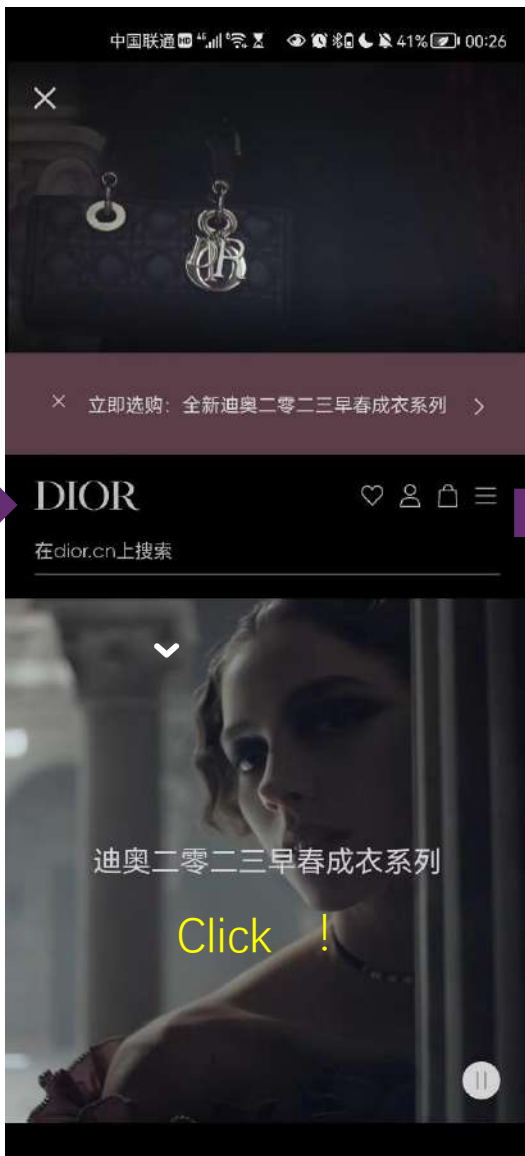 中国联通 HD 41% 00:26
立即选购：全新迪奥二零二三早春成衣系列
DIOR
在dior.cn上搜索
迪奥二零二三早春成衣系列
Click !